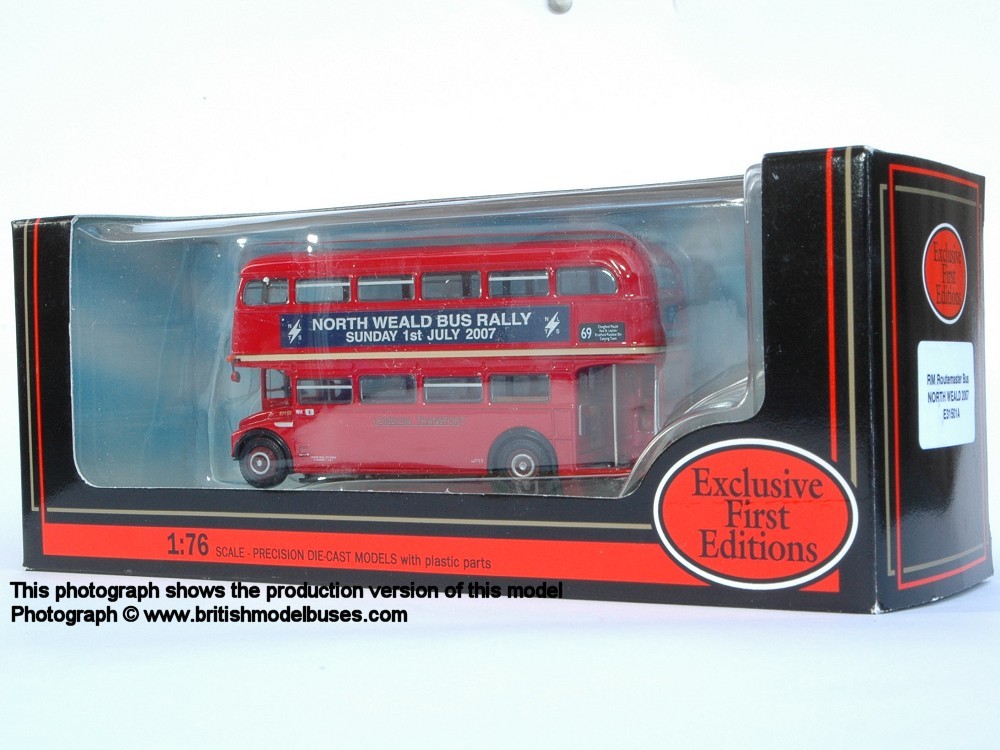 NORTH WEALD BUS RALLY
SUNDAY 1st JULY 2007
N L
T S
N L
T S
69
LONDON TRANSPORT
Exclusive
First
Editions
RM Routemaster Bus
NORTH WEALD 2007
E31501A
Exclusive
First
Editions
1:76 SCALE - PRECISION DIE-CAST MODELS with plastic parts
This photograph shows the production version of this model
Photograph © www.britishmodelbuses.com